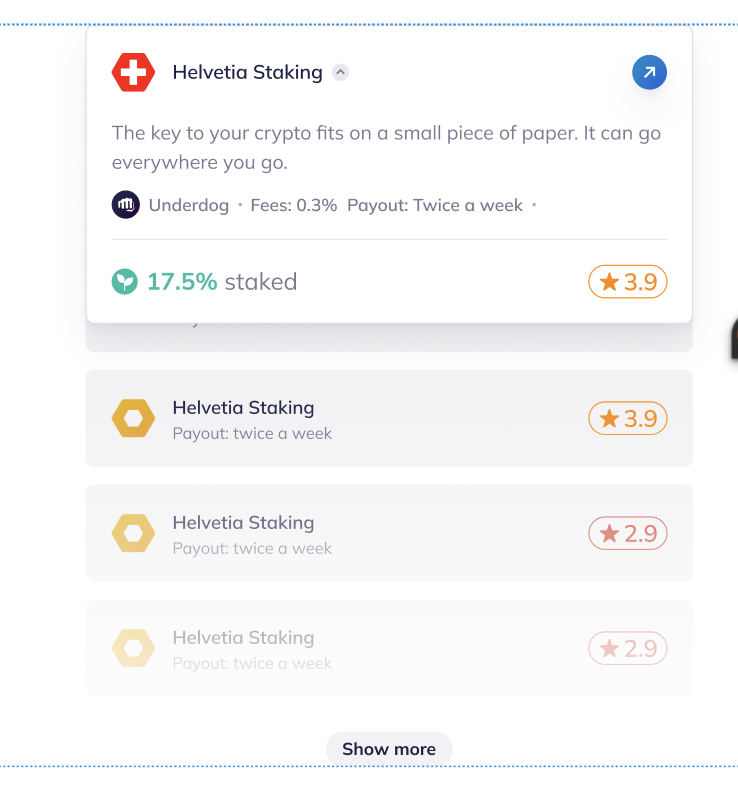 Helvetia Staking
The key to your crypto fits on a small piece of paper. It can go
everywhere you go.
Underdog · Fees: 0.3% Payout: Twice a week ·
17.5% staked
3.9
Helvetia Staking
3.9
Payout: twice a week
Helvetia Staking
2.9
Payout: twice a week
Helvetia Staking
2.9
Payout: twice a week
Show more